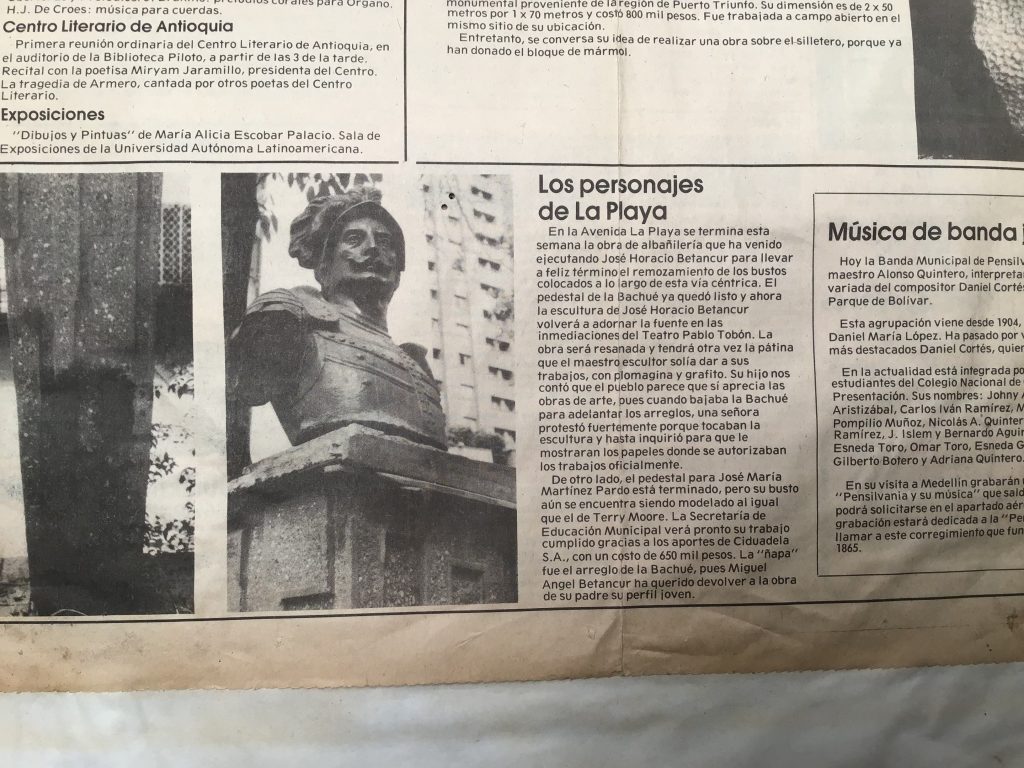 H.J. De Croes: música para cuerdas.
Centro Literario de Antioquia
Primera reunión ordinaria del Centro Literario de Antioquia, en
el auditorio de la Biblioteca Piloto, a partir de las 3 de la tarde.
Recital con la poetisa Miryam Jaramillo, presidenta del Centro.
La tragedia de Armero, cantada por otros poetas del Centro
Literario.
Exposiciones
"Dibujos y Pintuas" de María Alicia Escobar Palacio. Sala de
Exposiciones de la Universidad Autónoma Latinoamericana.
monumental proveniente de la región de Puerto Triunfo. Su dimensión es de 2 x 50
metros por 1 x 70 metros y costó 800 mil pesos. Fue trabajada a campo abierto en el
mismo sitio de su ubicación.
Entretanto, se conversa su idea de realizar una obra sobre el silletero, porque ya
han donado el bloque de mármol.
Los personajes
de La Playa
En la Avenica La Playa se termina esta
semana la obra de albañilería que ha venido
ejecutando José Horacio Betancur para llevar
a feliz término el remozamiento de los bustos
colocados a lo largo de esta vía céntrica. El
pedestal de la Bachué ya quedó listo y ahora
la escultura de José Horacio Betancur
volverá a adornar la fuente en las
inmediaciones del Teatro Pablo Tobón. La
obra será resanada y tendrá otra vez la pátina
que el maestro escultor solía dar a sus
trabajos, con plomagina y grafito. Su hijo nos
contó que el pueblo parece que sí aprecia las
obras de arte, pues cuando bajaba la Bachué
para adelantar los arreglos, una señora
protestó fuertemente porque tocaban la
escultura y hasta inquirió para que le
mostraran los papeles donde se autorizaban
los trabajos oficialmente.
De otro lado, el pedestal para José María
Martínez Pardo está terminado, pero su busto
aún se encuentra siendo modelado al igual
que el de Terry Moore. La Secretaría de
Educación Municipal verá pronto su trabajo
cumplido gracias a los aportes de Ciduadela
S.A., con un costo de 650 mil pesos. La "ñapa"
fue el arreglo de la Bachué, pues Miguel
Angel Betancur ha querido devolver a la obra
de su padre su perfil joven.
Música de banda
Hoy la Banda Municipal de Pensilv
maestro Alonso Quintero, interpreta
variada del compositor Daniel Corté
Parque de Bolívar.
Esta agrupación viene desde 1904,
Daniel María López. Ha pasado por
más destacados Daniel Cortés, quie
En la actualidad está integrada po
estudiantes del Colegio Nacional de
Presentación. Sus nombres: Johny
Aristizábal, Carlos Iván Ramírez, M
Pompilio Muñoz, Nicolás A. Quinter
Ramírez, J. Islem y Bernardo Agui
Esneda Toro, Omar Toro, Esneda G
Gilberto Botero y Adriana Quintero.
En su visita a Medellín grabarán
"Pensilvania y su música" que sal
podrá solicitarse en el apartado aér
grabación estará dedicada a la "Pe
llamar a este corregimiento que fun
1865.